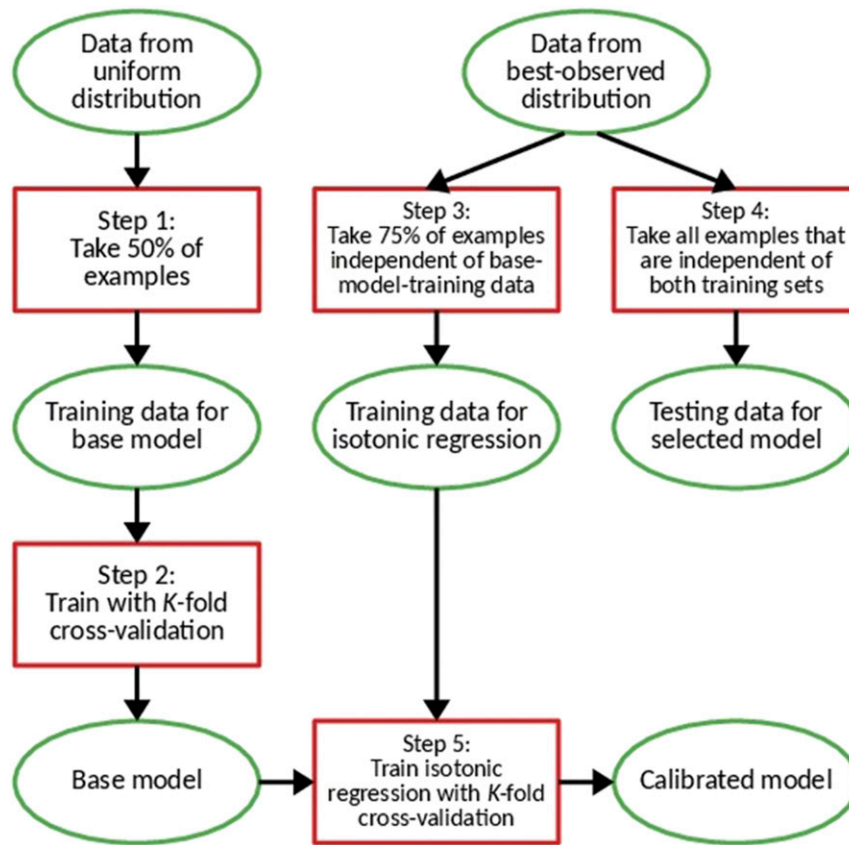 Data from
uniform
distribution
Data from
best-observed
distribution
Step 1:
Take 50% of
examples
Step 3:
Take 75% of examples
independent of base-
model-training data
Step 4:
Take all examples that
are independent of
both training sets
Training data for
base model
Training data for
isotonic regression
Testing data for
selected model
Step 2:
Train with K-fold
cross-validation
Base model
Step 5:
Train isotonic
regression with K-fold
cross-validation
Calibrated model